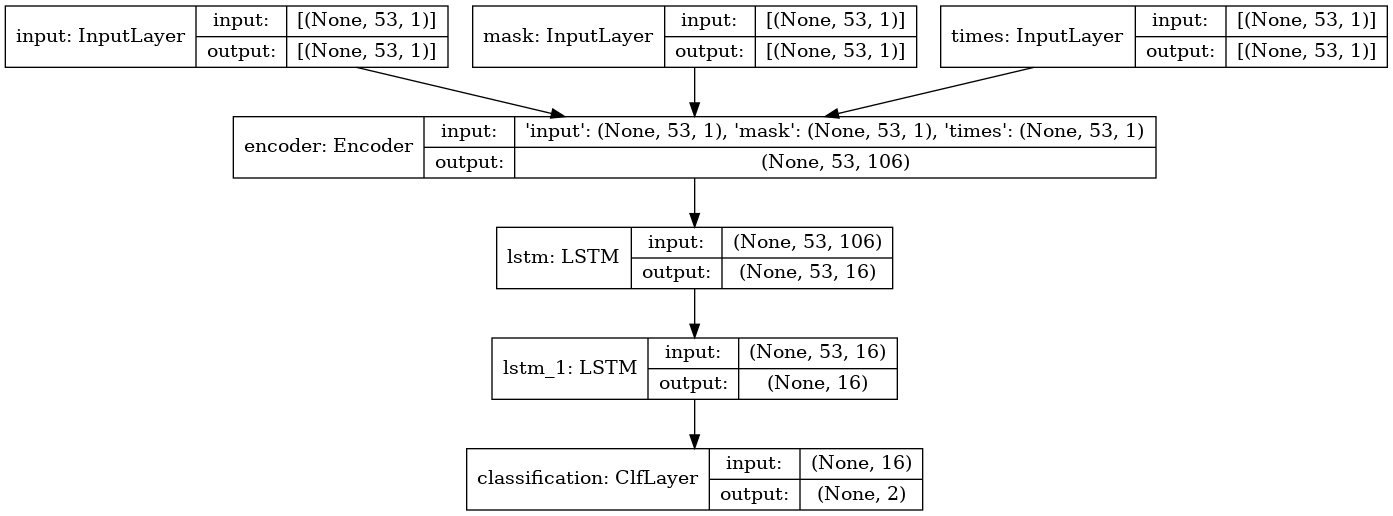 input: InputLayer
input: [(None, 53, 1)]
output: [(None, 53, 1)]
mask: InputLayer
input: [(None, 53, 1)]
output: [(None, 53, 1)]
times: InputLayer
input: [(None, 53, 1)]
output: [(None, 53, 1)]
encoder: Encoder
input: 'input': (None, 53, 1), 'mask': (None, 53, 1), 'times': (None, 53, 1)
output: (None, 53, 106)
lstm: LSTM
input: (None, 53, 106)
output: (None, 53, 16)
lstm_1: LSTM
input: (None, 53, 16)
output: (None, 16)
classification: ClfLayer
input: (None, 16)
output: (None, 2)